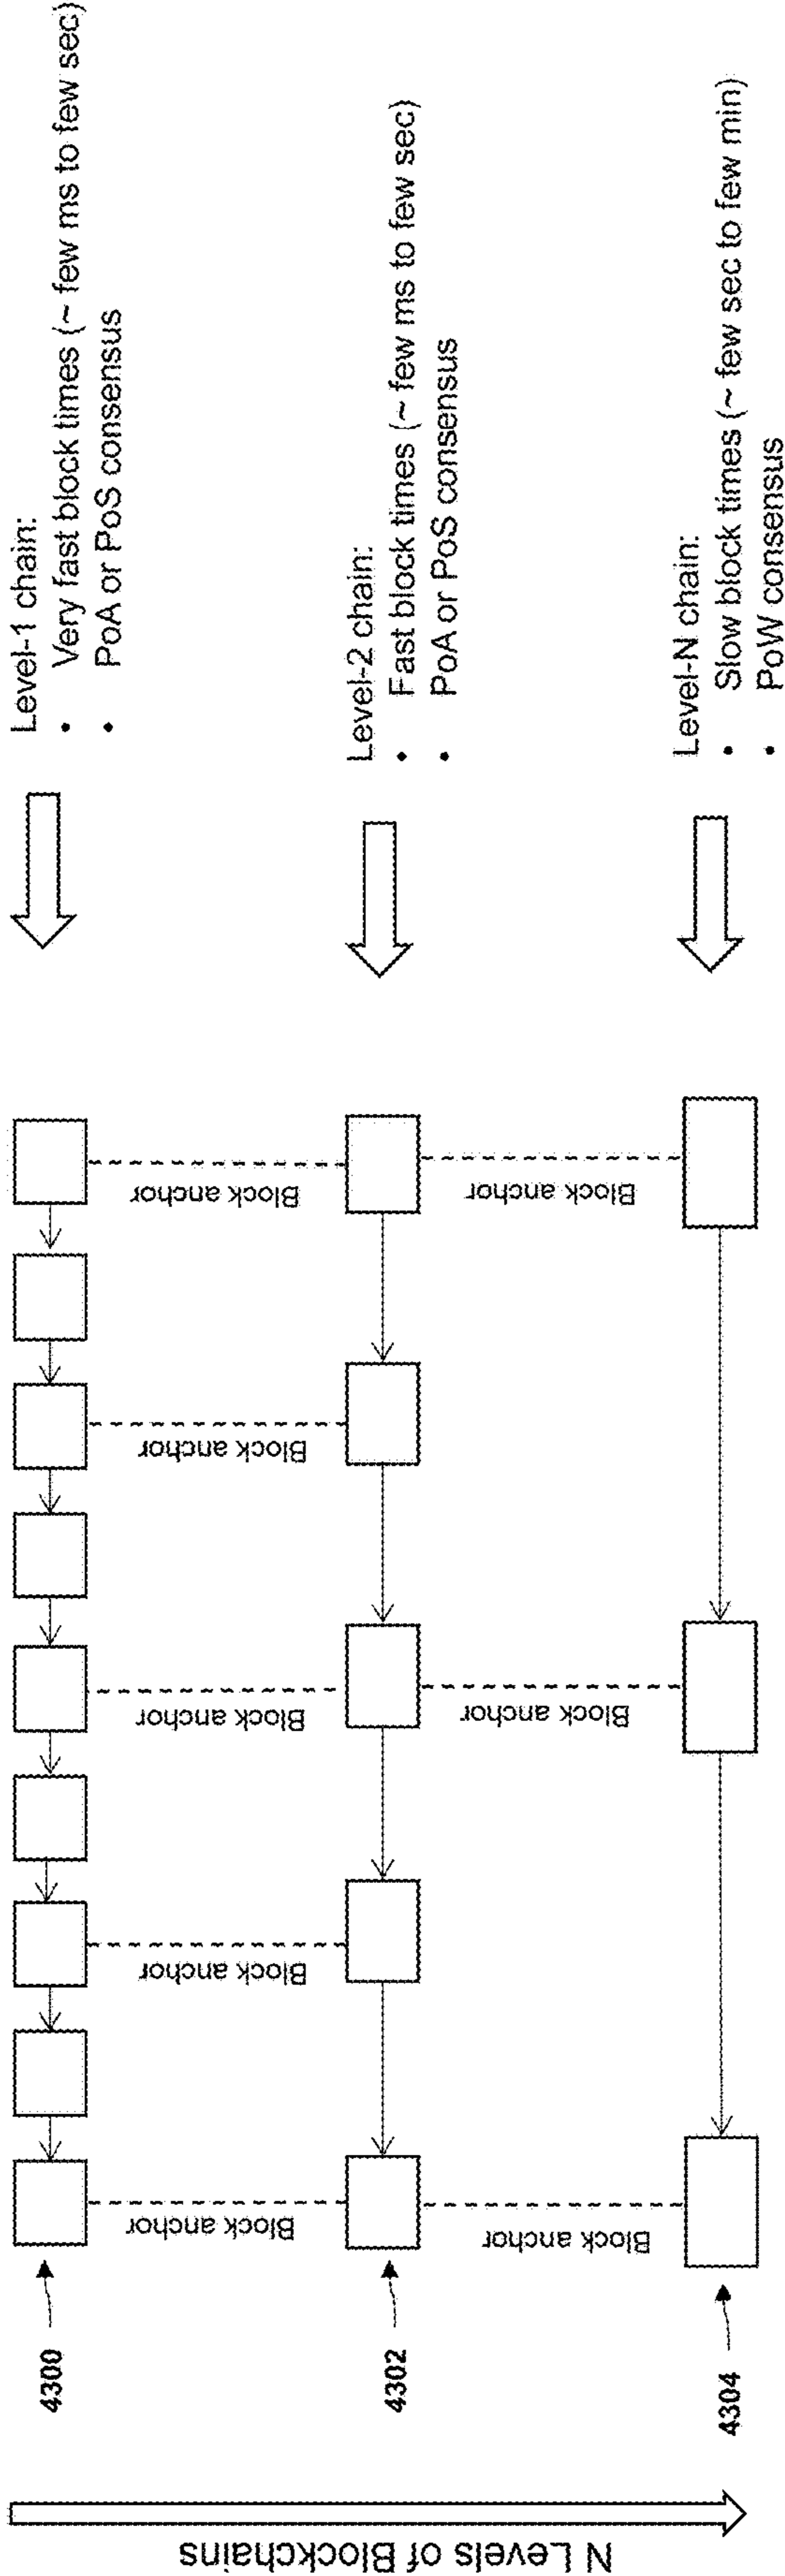 Level-1 chain:
• Very fast block times (~ few ms to few sec)
• PoA or PoS consensus
Level-2 chain:
• Fast block times (~ few ms to few sec)
• PoA or PoS consensus
Level-N chain:
• Slow block times (~ few sec to few min)
• PoW consensus
Block anchor
Block anchor
Block anchor
Block anchor
Block anchor
Block anchor
Block anchor
Block anchor
4300
4302
4304
N Levels of Blockchains